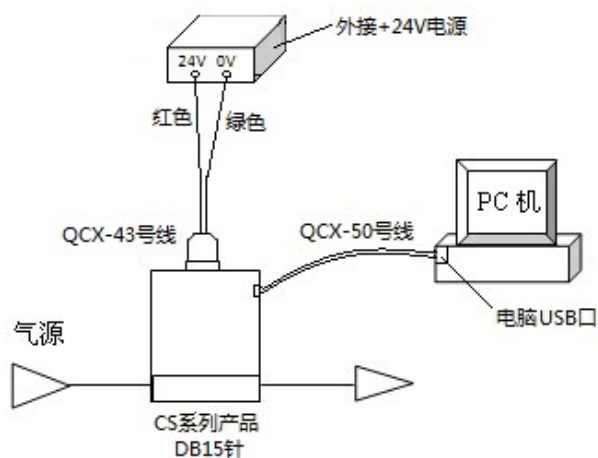 外接+24V电源
24V 0V
红色
绿色
QCX-43号线
QCX-50号线
PC 机
电脑USB口
气源
CS系列产品
DB15针